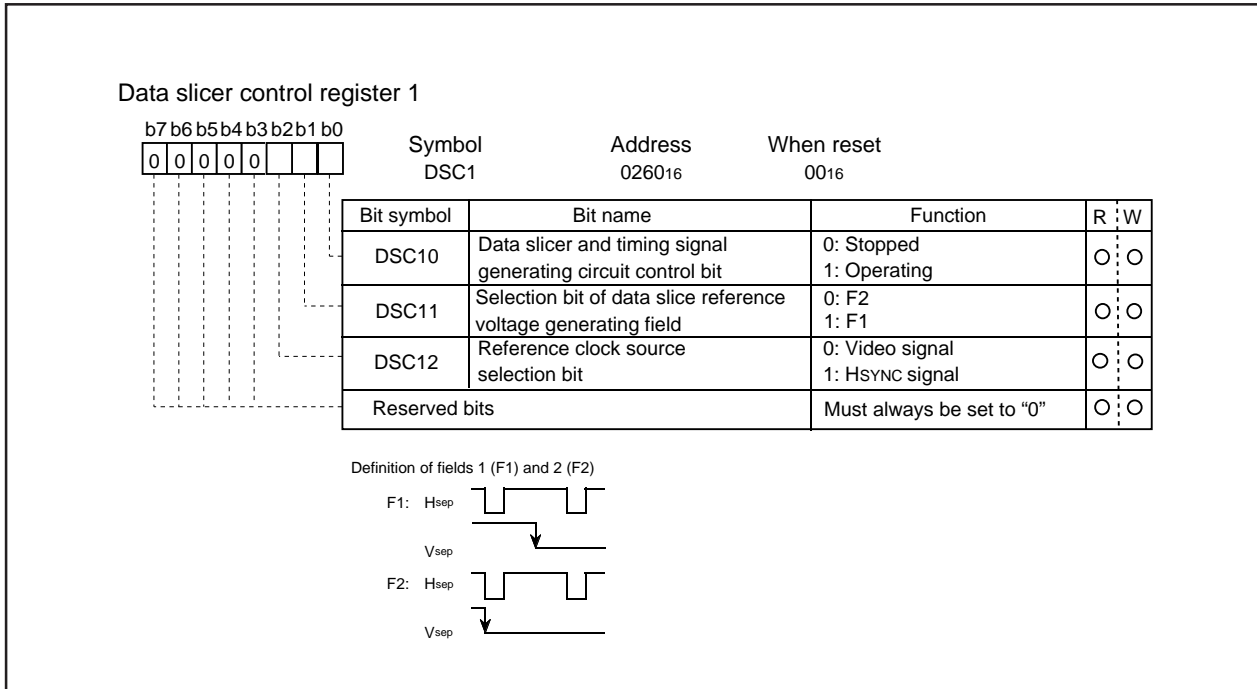 Data slicer control register 1
b7 b6 b5 b4 b3 b2 b1 b0
0 0 0 0 0
Symbol Address When reset
DSC1 026016 0016
Bit symbol Bit name Function R W
DSC10 Data slicer and timing signal generating circuit control bit 0: Stopped 1: Operating
DSC11 Selection bit of data slice reference voltage generating field 0: F2 1: F1
DSC12 Reference clock source selection bit 0: Video signal 1: HSYNC signal
Reserved bits Must always be set to “0”
Definition of fields 1 (F1) and 2 (F2)
F1: Hsep
Vsep
F2: Hsep
Vsep